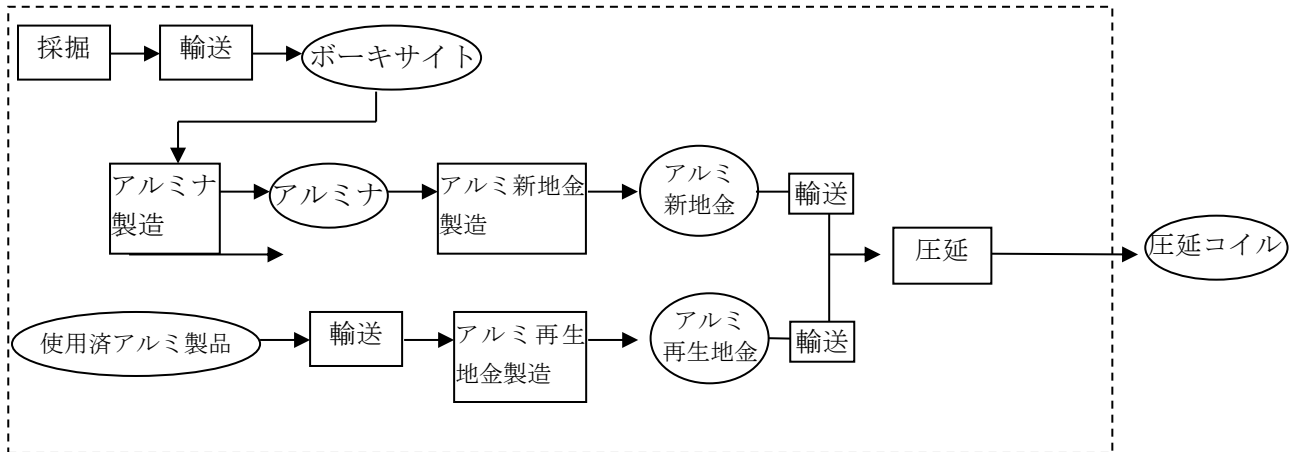 採掘
輸送
ボーキサイト
アルミナ
製造
アルミナ
アルミ新地金
製造
アルミ
新地金
輸送
圧延
圧延コイル
使用済アルミ製品
輸送
アルミ再生
地金製造
アルミ
再生地金
輸送